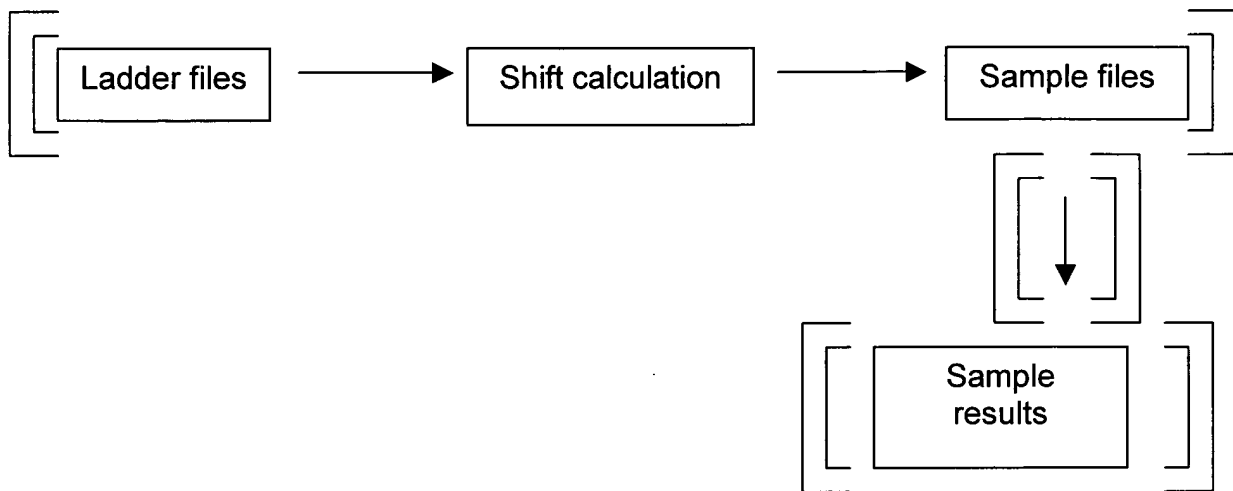 Ladder files
Shift calculation
Sample files
Sample
results